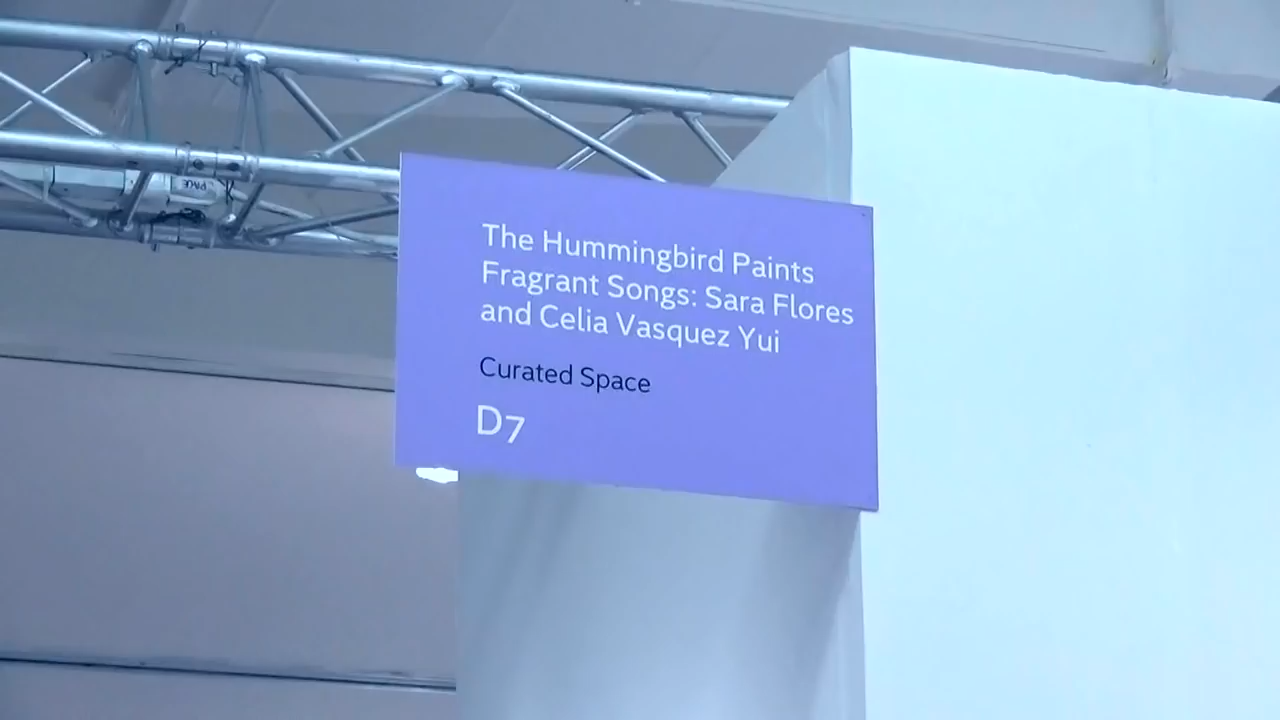 The Hummingbird Paints
Fragrant Songs: Sara Flores
and Celia Vasquez Yui
Curated Space
D7